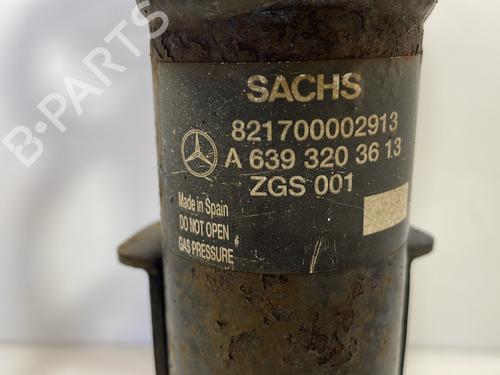 SACHS
821700002913
A 639 320 36 13
ZGS 001
Made in Spain
DO NOT OPEN
GAS PRESSURE
B-PARTS